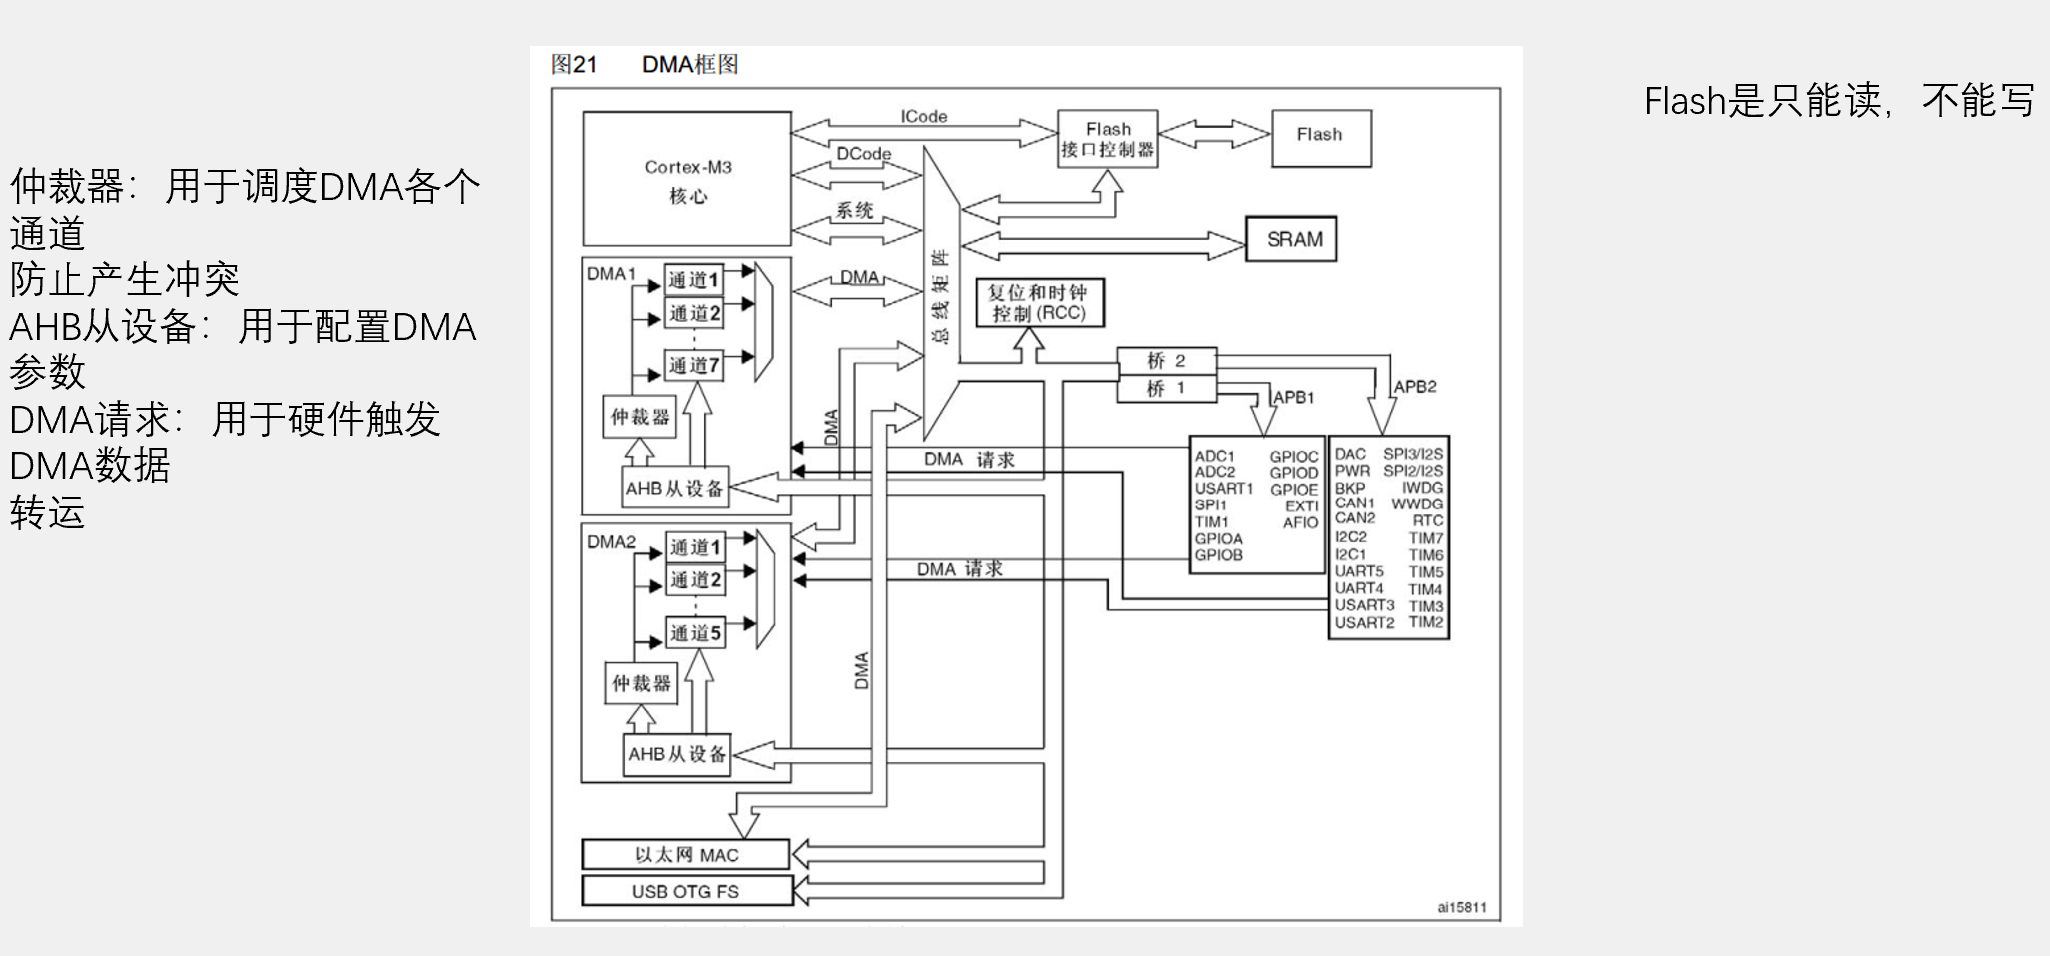 图21 DMA框图
Flash是只能读，不能写
仲裁器：用于调度DMA各个
通道
防止产生冲突
AHB从设备：用于配置DMA
参数
DMA请求：用于硬件触发
DMA数据
转运
Cortex-M3
核心
ICode
DCode
系统
DMA
Flash
接口控制器
Flash
SRAM
总线矩阵
复位和时钟
控制(RCC)
桥 2
桥 1
APB1
APB2
DMA1
通道1
通道2
通道7
仲裁器
AHB从设备
DMA
DMA 请求
DMA2
通道1
通道2
通道5
仲裁器
AHB从设备
DMA 请求
DMA
ADC1 GPIOC
ADC2 GPIOD
USART1 GPIOE
SPI1 EXTI
TIM1 AFIO
GPIOA
GPIOB
DAC SPI3/I2S
PWR SPI2/I2S
BKP IWDG
CAN1 WWDG
CAN2 RTC
I2C2 TIM7
I2C1 TIM6
UART5 TIM5
UART4 TIM4
USART3 TIM3
USART2 TIM2
以太网 MAC
USB OTG FS
ai15811